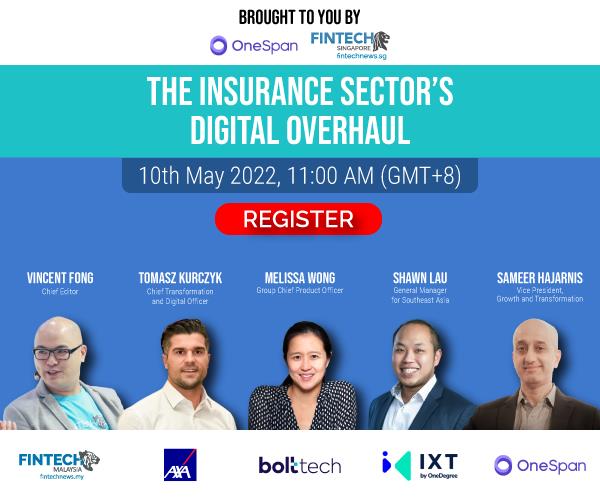 BROUGHT TO YOU BY
OneSpan
FINTECH
SINGAPORE
fintechnews.sg
THE INSURANCE SECTOR'S
DIGITAL OVERHAUL
10th May 2022, 11:00 AM (GMT+8)
REGISTER
VINCENT FONG
Chief Editor
TOMASZ KURCZYK
Chief Transformation
and Digital Officer
MELISSA WONG
Group Chief Product Officer
SHAWN LAU
General Manager
for Southeast Asia
SAMEER HAJARNIS
Vice President,
Growth and Transformation
FINTECH
MALAYSIA
fintechnews.my
AXA
bolttech
IXT
by OneDegree
OneSpan